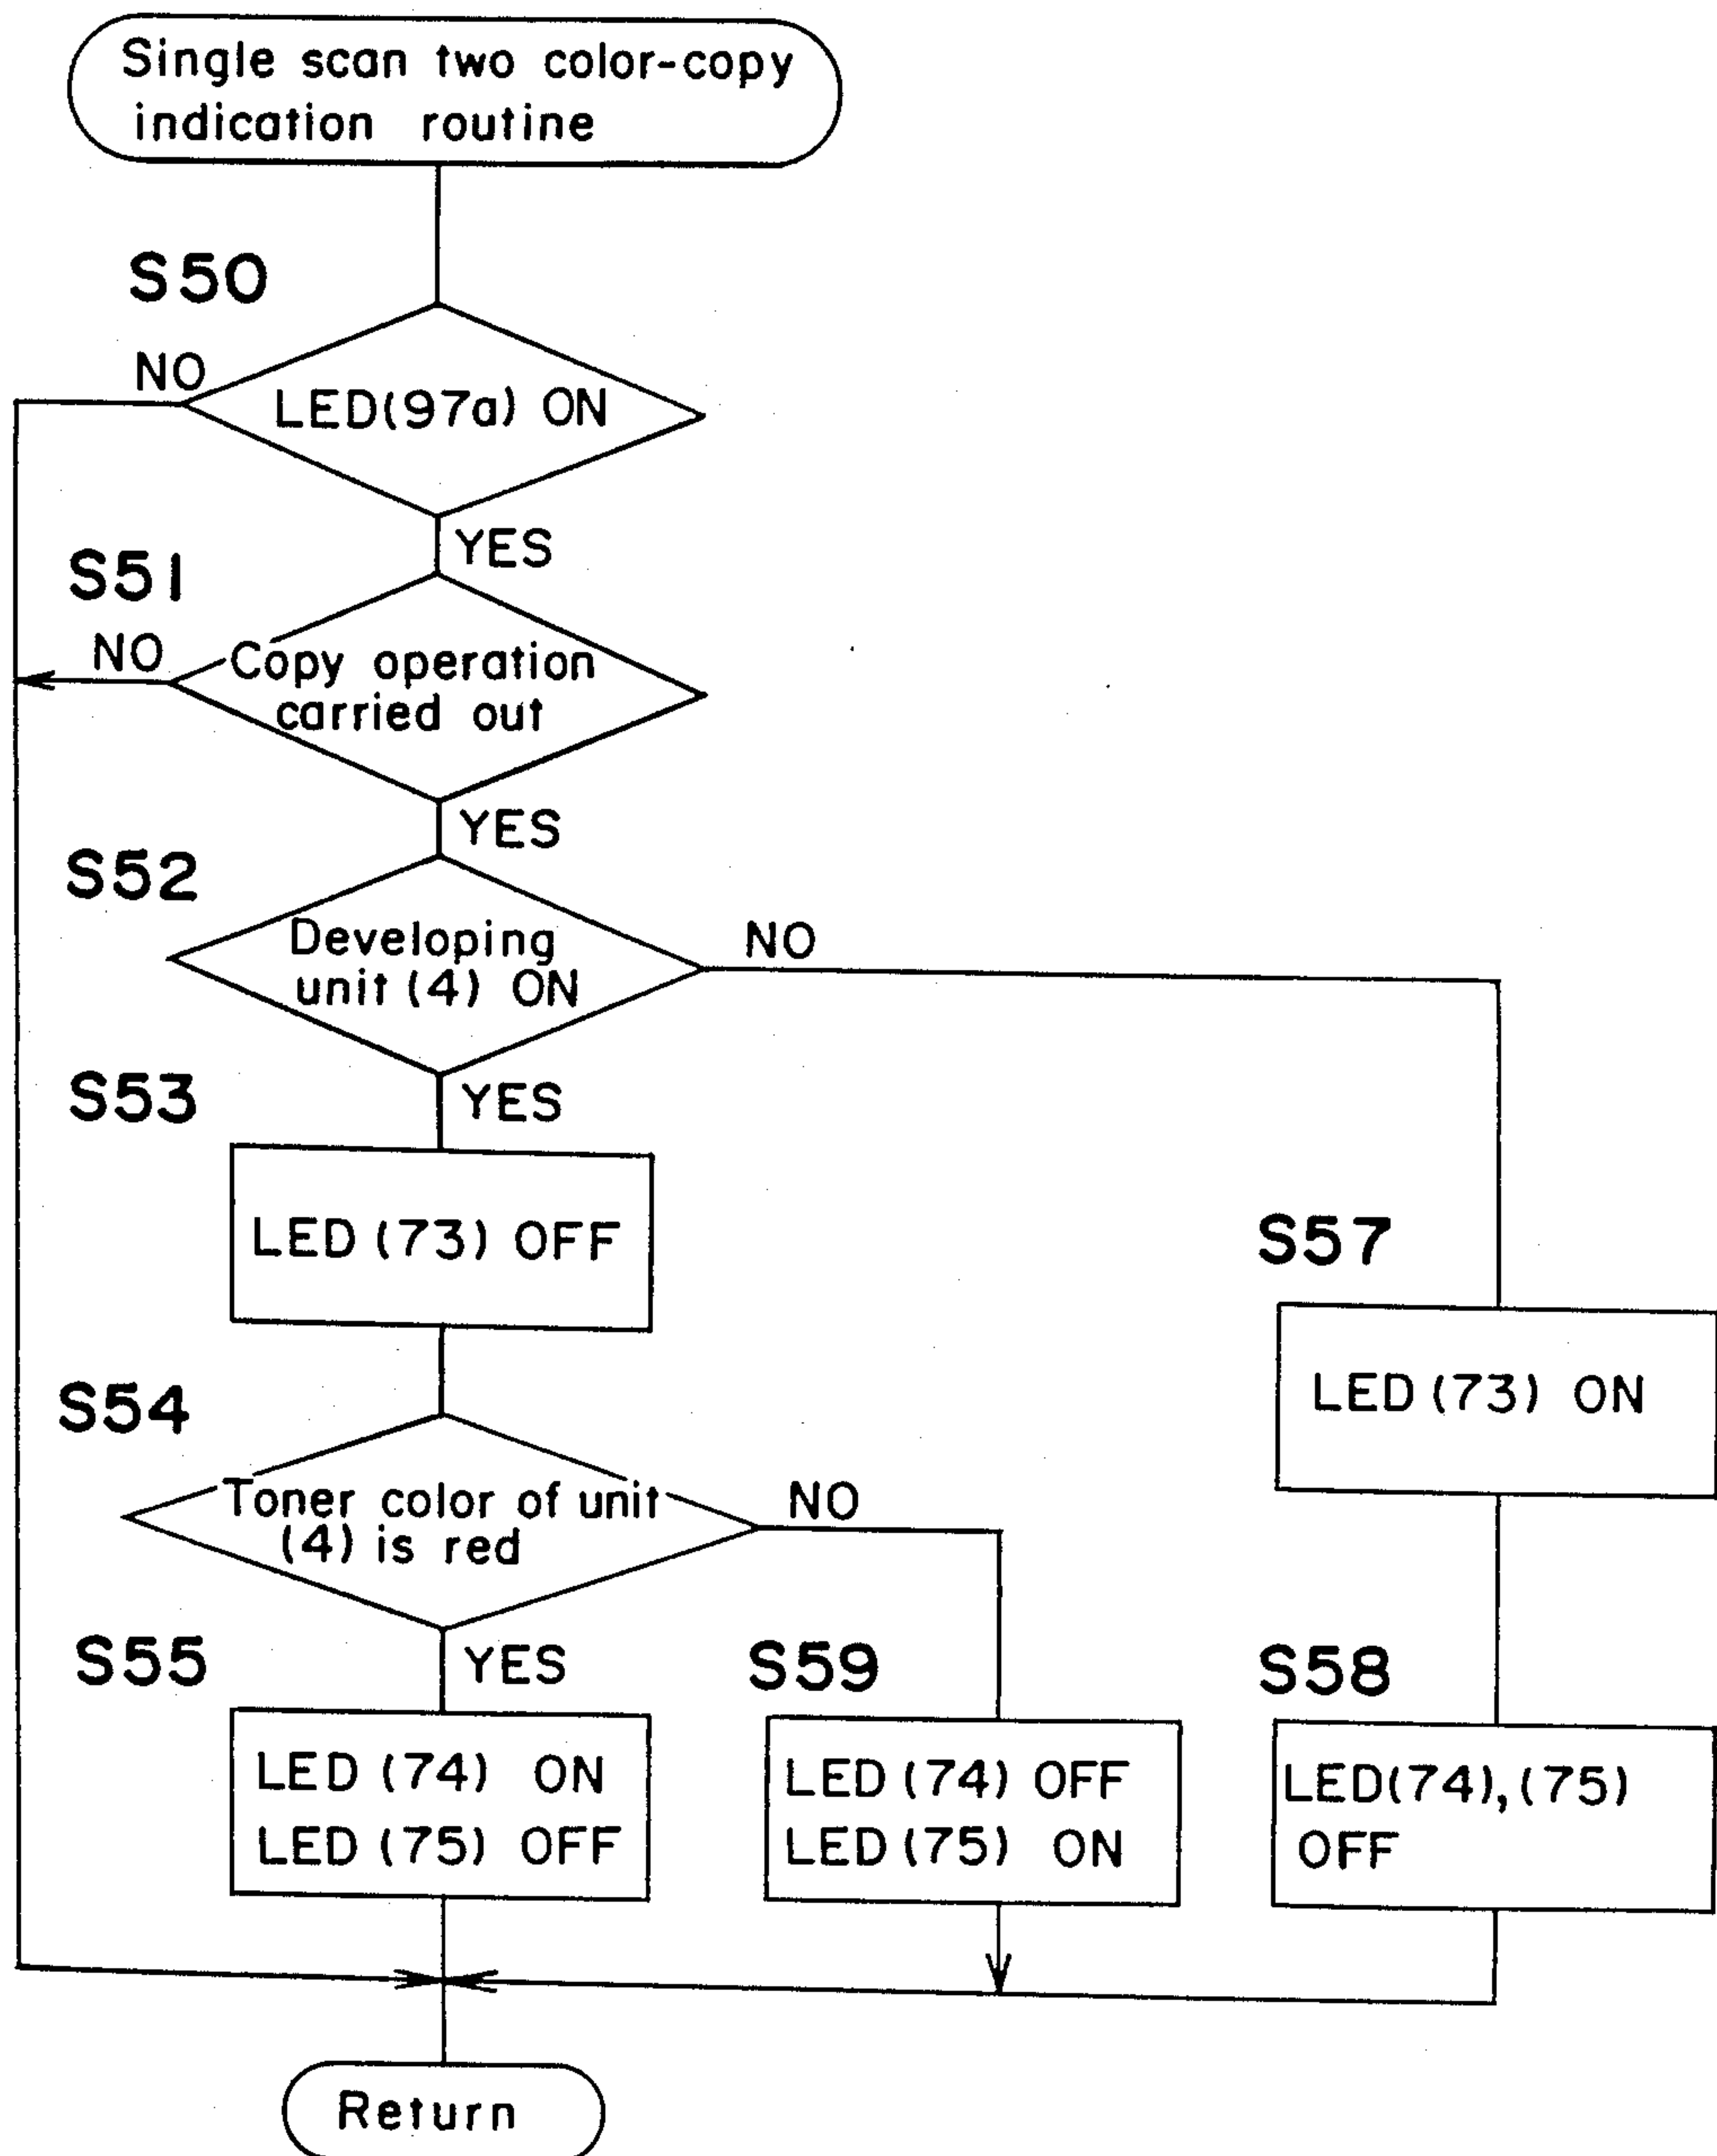 Single scan two color-copy
indication routine
S50
NO
LED(97a) ON
YES
S51
NO
Copy operation
carried out
YES
S52
Developing
unit (4) ON
NO
YES
S53
LED (73) OFF
S57
LED (73) ON
S54
Toner color of unit
(4) is red
NO
YES
S55
LED (74) ON
LED (75) OFF
S59
LED (74) OFF
LED (75) ON
S58
LED(74),(75)
OFF
Return